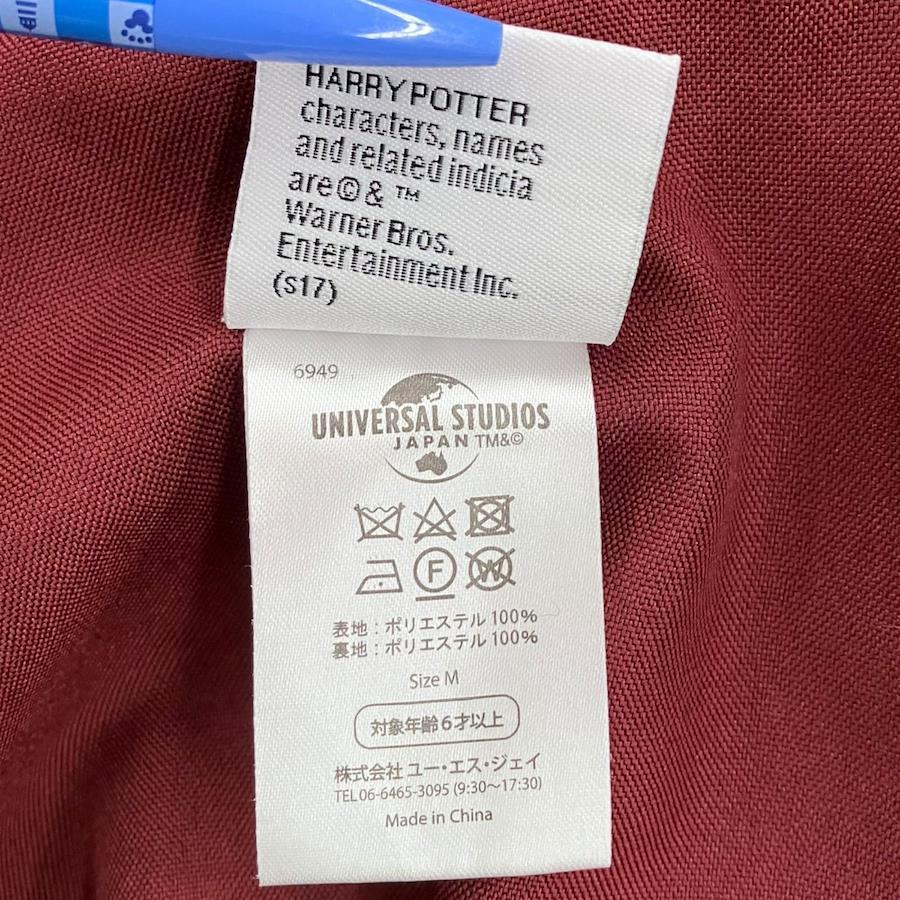 HARRY POTTER
characters, names
and related indicia
are © & ™
Warner Bros.
Entertainment Inc.
(s17)
6949
UNIVERSAL STUDIOS
JAPAN TM&©
F
W
表地：ポリエステル 100%
裏地：ポリエステル 100%
Size M
対象年齢6才以上
株式会社 ユー・エス・ジェイ
TEL 06-6465-3095 (9:30～17:30)
Made in China